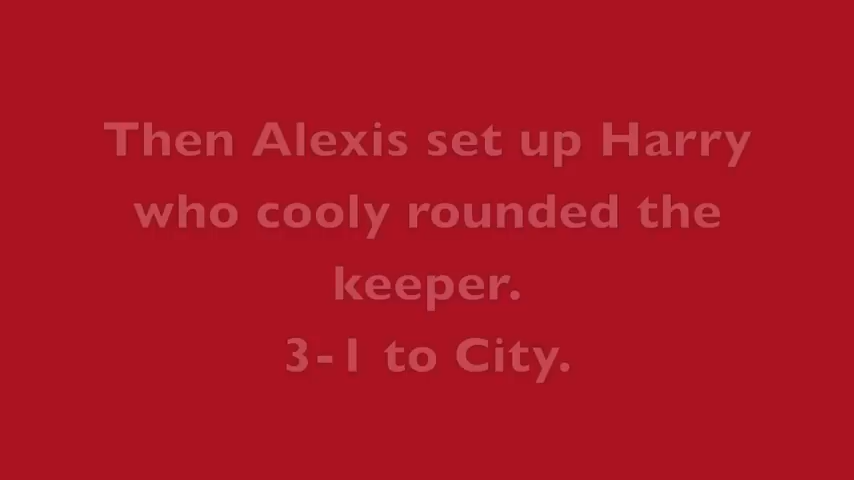 Then Alexis set up Harry
who cooly rounded the
keeper.
3-1 to City.